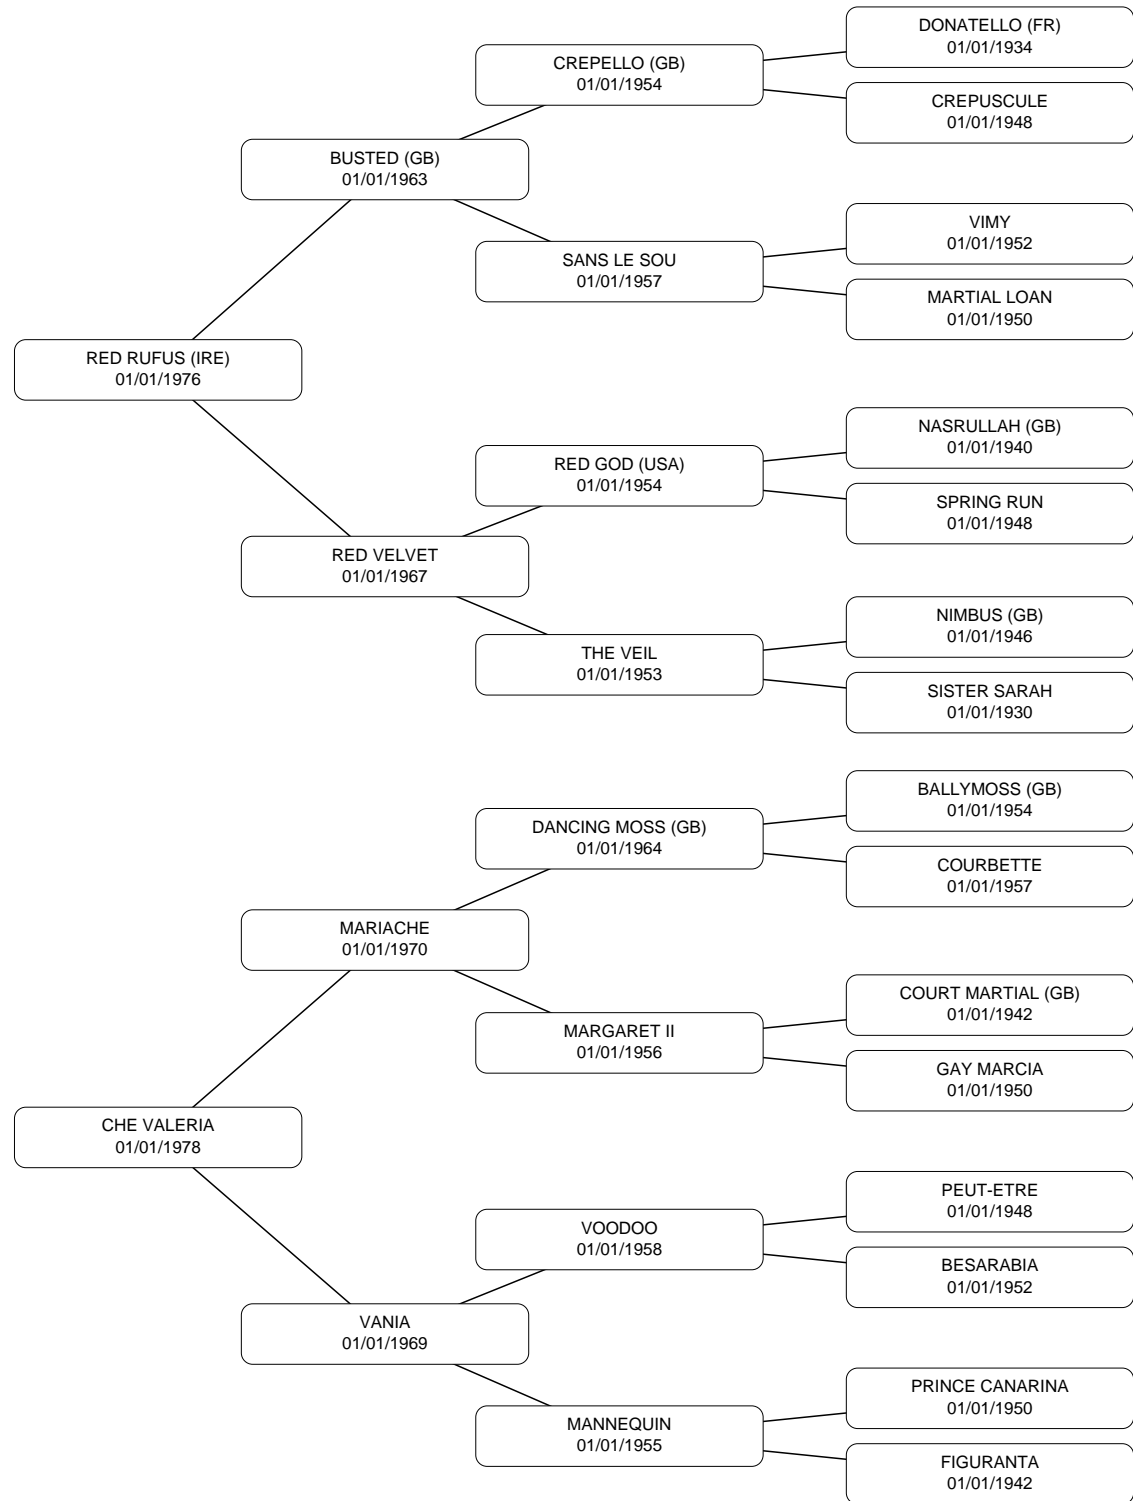 DONATELLO (FR)
01/01/1934
CREPELLO (GB)
01/01/1954
CREPUSCULE
01/01/1948
BUSTED (GB)
01/01/1963
VIMY
01/01/1952
SANS LE SOU
01/01/1957
MARTIAL LOAN
01/01/1950
RED RUFUS (IRE)
01/01/1976
NASRULLAH (GB)
01/01/1940
RED GOD (USA)
01/01/1954
SPRING RUN
01/01/1948
RED VELVET
01/01/1967
NIMBUS (GB)
01/01/1946
THE VEIL
01/01/1953
SISTER SARAH
01/01/1930
BALLYMOSS (GB)
01/01/1954
DANCING MOSS (GB)
01/01/1964
COURBETTE
01/01/1957
MARIACHE
01/01/1970
COURT MARTIAL (GB)
01/01/1942
MARGARET II
01/01/1956
GAY MARCIA
01/01/1950
CHE VALERIA
01/01/1978
PEUT-ETRE
01/01/1948
VOODOO
01/01/1958
BESARABIA
01/01/1952
VANIA
01/01/1969
PRINCE CANARINA
01/01/1950
MANNEQUIN
01/01/1955
FIGURANTA
01/01/1942